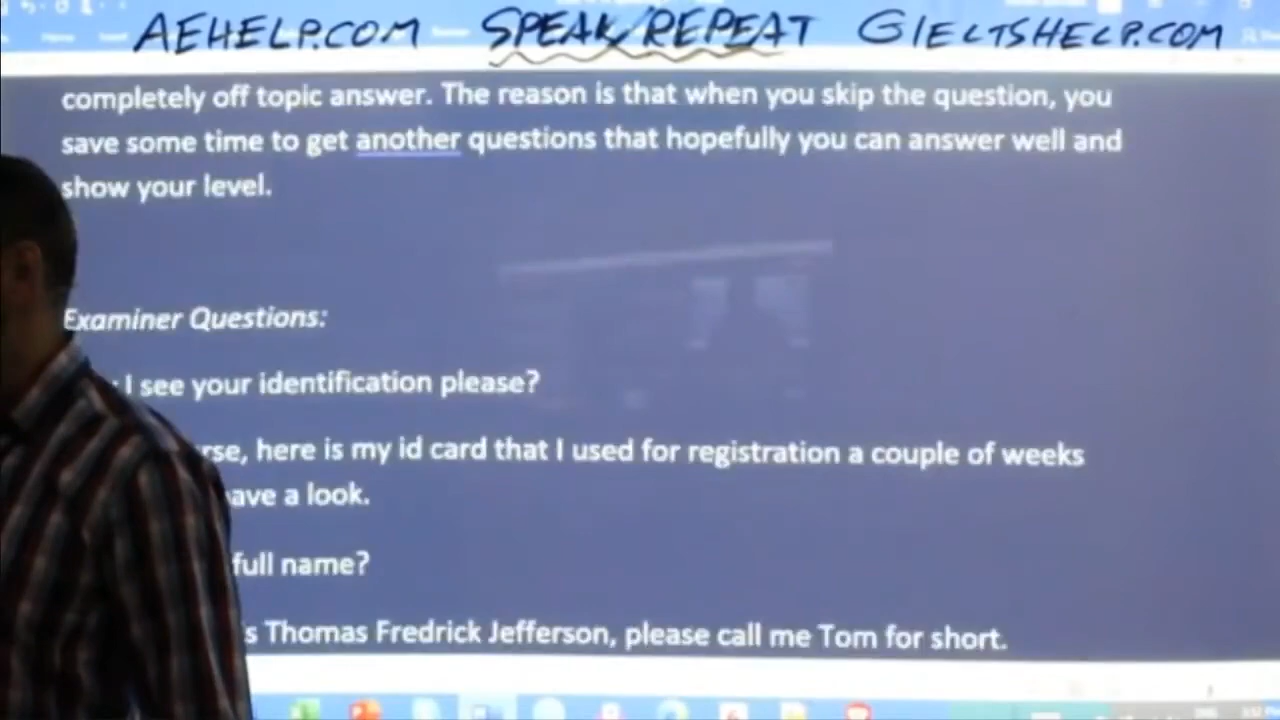 AEHELP.COM SPEAK/REPEAT GIELTSHELP.COM
completely off topic answer. The reason is that when you skip the question, you
save some time to get another questions that hopefully you can answer well and
show your level.
Examiner Questions:
I see your identification please?
rse, here is my id card that I used for registration a couple of weeks
ave a look.
full name?
s Thomas Fredrick Jefferson, please call me Tom for short.